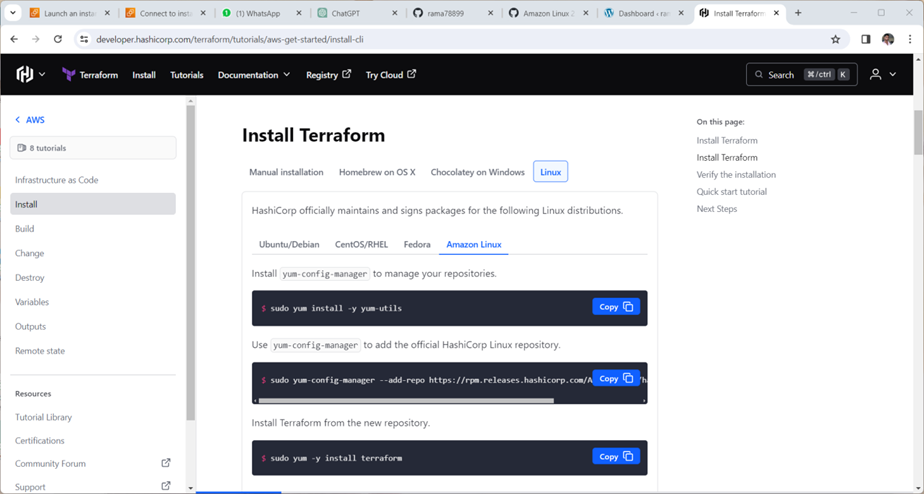 Launch an instan
Connect to insta
(1) WhatsApp
ChatGPT
rama78899
Amazon Linux 2
Dashboard ‹ ran
Install Terraform
developer.hashicorp.com/terraform/tutorials/aws-get-started/install-cli
Terraform Install Tutorials Documentation Registry Try Cloud
Search ⌘/ctrl K
AWS
8 tutorials
Infrastructure as Code
Install
Build
Change
Destroy
Variables
Outputs
Remote state
Resources
Tutorial Library
Certifications
Community Forum
Support
Install Terraform
Manual installation Homebrew on OS X Chocolatey on Windows Linux
HashiCorp officially maintains and signs packages for the following Linux distributions.
Ubuntu/Debian CentOS/RHEL Fedora Amazon Linux
Install yum-config-manager to manage your repositories.
$ sudo yum install -y yum-utils
Copy
Use yum-config-manager to add the official HashiCorp Linux repository.
$ sudo yum-config-manager --add-repo https://rpm.releases.hashicorp.com/A
Copy
Install Terraform from the new repository.
$ sudo yum -y install terraform
Copy
On this page:
Install Terraform
Install Terraform
Verify the installation
Quick start tutorial
Next Steps